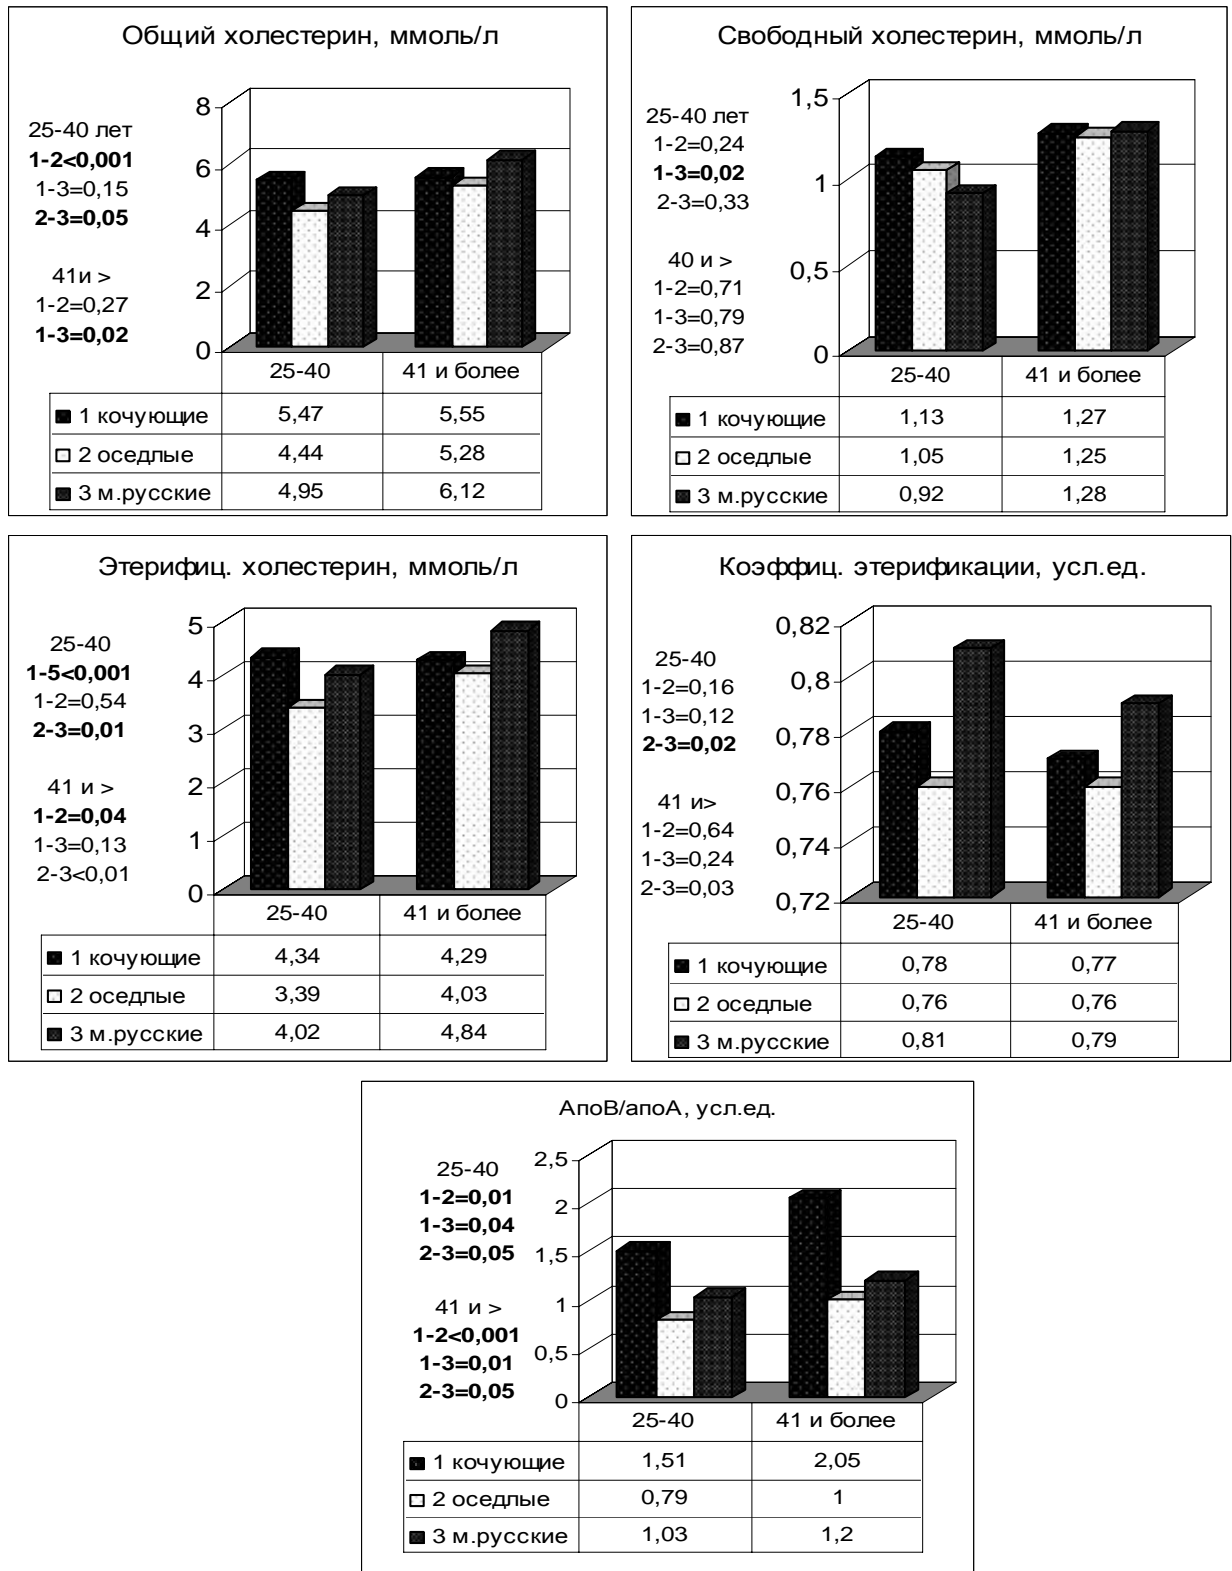 Общий холестерин, ммоль/л
25-40 лет
1-2<0,001
1-3=0,15
2-3=0,05
41и >
1-2=0,27
1-3=0,02
8
6
4
2
0
25-40 41 и более
1 кочующие 5,47 5,55
2 оседлые 4,44 5,28
3 м.русские 4,95 6,12
Свободный холестерин, ммоль/л
25-40 лет
1-2=0,24
1-3=0,02
2-3=0,33
40 и >
1-2=0,71
1-3=0,79
2-3=0,87
1,5
1
0,5
0
25-40 41 и более
1 кочующие 1,13 1,27
2 оседлые 1,05 1,25
3 м.русские 0,92 1,28
Этерифиц. холестерин, ммоль/л
25-40
1-5<0,001
1-2=0,54
2-3=0,01
41 и >
1-2=0,04
1-3=0,13
2-3<0,01
5
4
3
2
1
0
25-40 41 и более
1 кочующие 4,34 4,29
2 оседлые 3,39 4,03
3 м.русские 4,02 4,84
Коэффиц. этерификации, усл.ед.
25-40
1-2=0,16
1-3=0,12
2-3=0,02
41 и>
1-2=0,64
1-3=0,24
2-3=0,03
0,82
0,8
0,78
0,76
0,74
0,72
25-40 41 и более
1 кочующие 0,78 0,77
2 оседлые 0,76 0,76
3 м.русские 0,81 0,79
АпоВ/апоА, усл.ед.
25-40
1-2=0,01
1-3=0,04
2-3=0,05
41 и >
1-2<0,001
1-3=0,01
2-3=0,05
2,5
2
1,5
1
0,5
0
25-40 41 и более
1 кочующие 1,51 2,05
2 оседлые 0,79 1
3 м.русские 1,03 1,2